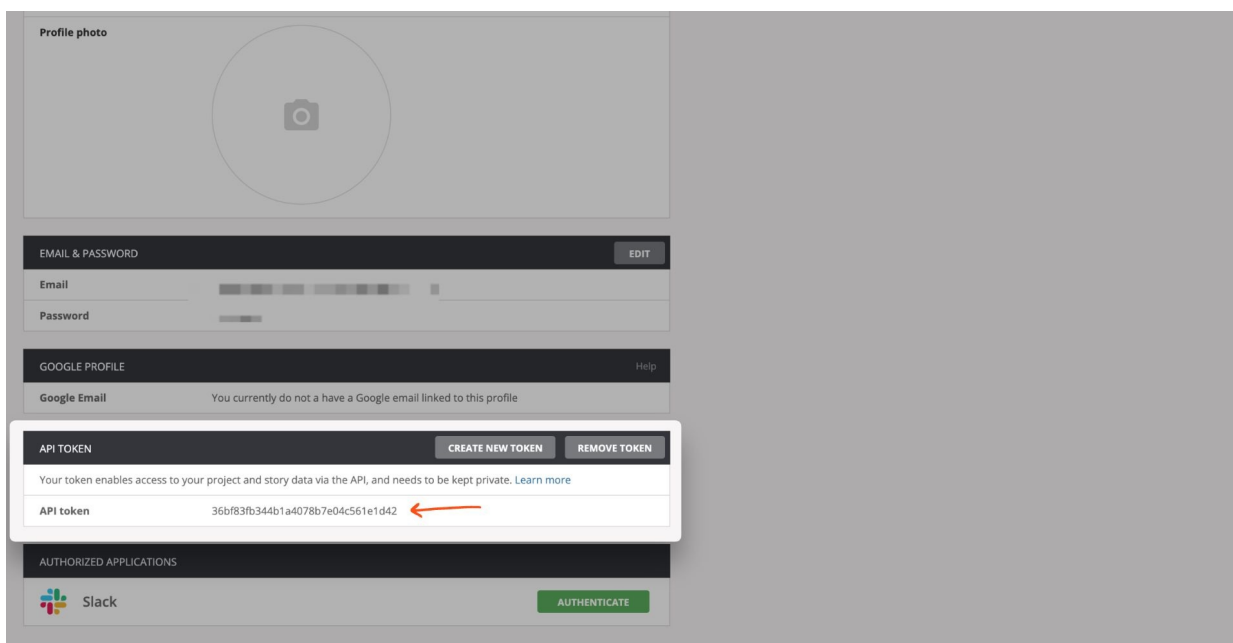 Profile photo
EMAIL & PASSWORD EDIT
Email
Password
GOOGLE PROFILE Help
Google Email You currently do not a have a Google email linked to this profile
API TOKEN CREATE NEW TOKEN REMOVE TOKEN
Your token enables access to your project and story data via the API, and needs to be kept private. Learn more
API token 36bf83fb344b1a4078b7e04c561e1d42
AUTHORIZED APPLICATIONS
Slack AUTHENTICATE